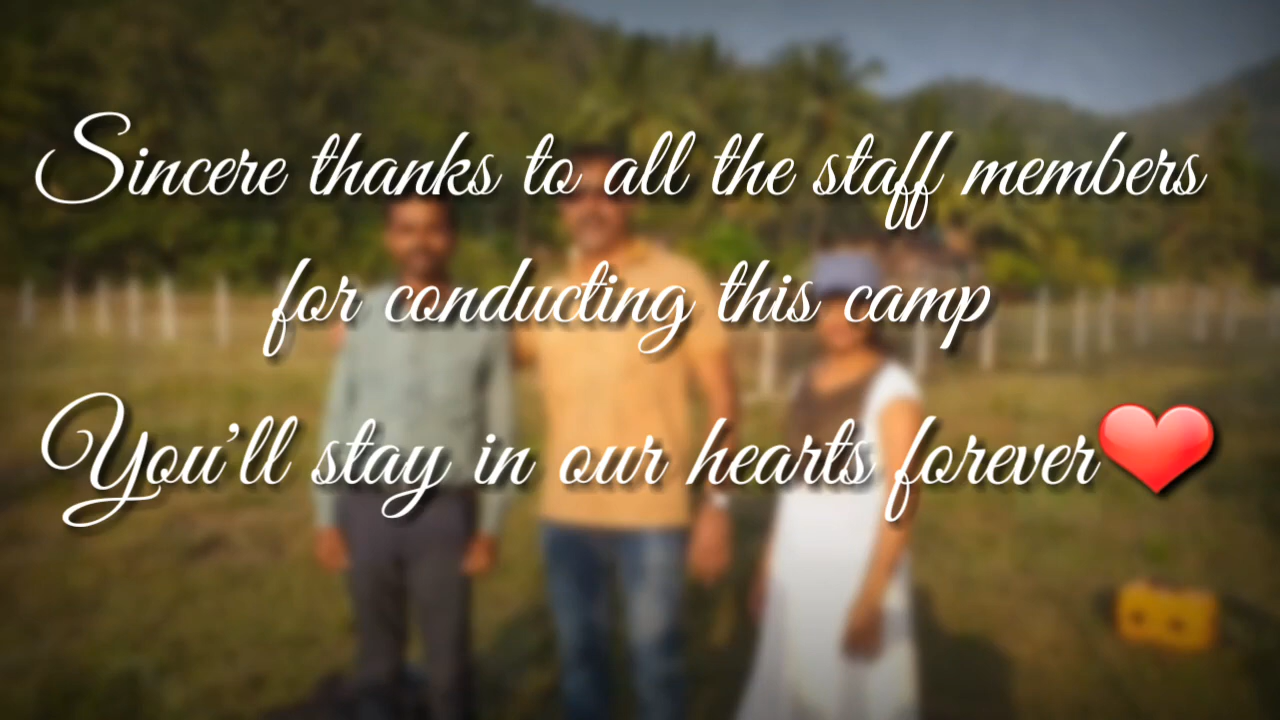 Sincere thanks to all the staff members
for conducting this camp
You'll stay in our hearts forever❤